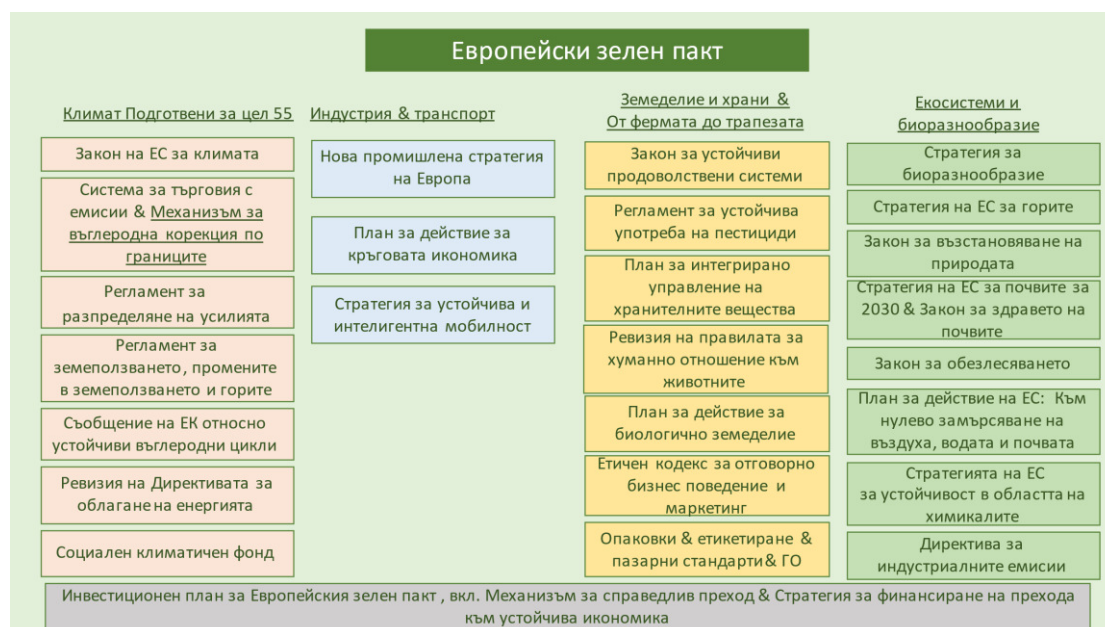 Европейски зелен пакт
Климат Подготвени за цел 55
Закон на ЕС за климата
Система за търговия с
емисии & Механизъм за
въглеродна корекция по
границите
Регламент за
разпределяне на усилията
Регламент за
земеползването, промените
в земеползването и горите
Съобщение на ЕК относно
устойчиви въглеродни цикли
Ревизия на Директивата за
облагане на енергията
Социален климатичен фонд
Индустрия & транспорт
Нова промишлена стратегия
на Европа
План за действие за
кръговата икономика
Стратегия за устойчива и
интелигентна мобилност
Земеделие и храни &
От фермата до трапезата
Закон за устойчиви
продоволствени системи
Регламент за устойчива
употреба на пестициди
План за интегрирано
управление на
хранителните вещества
Ревизия на правилата за
хуманно отношение към
животните
План за действие за
биологично земеделие
Етичен кодекс за отговорно
бизнес поведение и
маркетинг
Опаковки & етикетиране &
пазарни стандарти& ГО
Екосистеми и
биоразнообразие
Стратегия за
биоразнообразие
Стратегия на ЕС за горите
Закон за възстановяване на
природата
Стратегия на ЕС за почвите за
2030 & Закон за здравето на
почвите
Закон за обезлесяването
План за действие на ЕС: Към
нулево замърсяване на
въздуха, водата и почвата
Стратегията на ЕС
за устойчивост в областта на
химикалите
Директива за
индустриалните емисии
Инвестиционен план за Европейския зелен пакт , вкл. Механизъм за справедлив преход & Стратегия за финансиране на прехода
към устойчива икономика